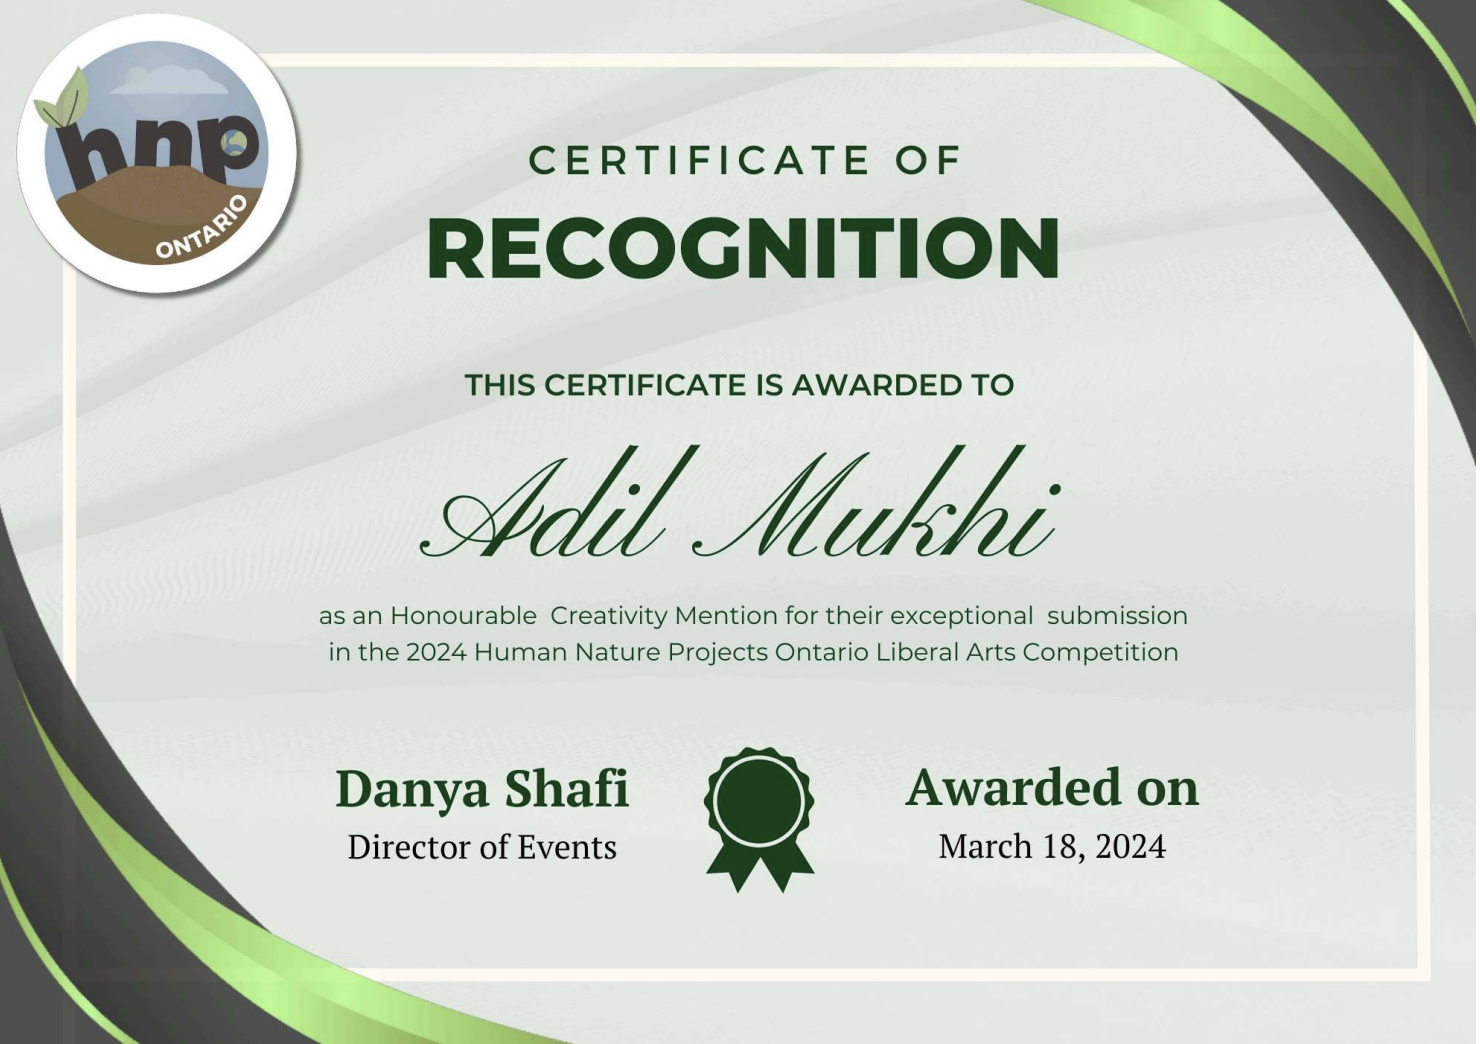 hnp
ONTARIO
CERTIFICATE OF
RECOGNITION
THIS CERTIFICATE IS AWARDED TO
Adil Mukhi
as an Honourable Creativity Mention for their exceptional submission
in the 2024 Human Nature Projects Ontario Liberal Arts Competition
Danya Shafi
Director of Events
Awarded on
March 18, 2024